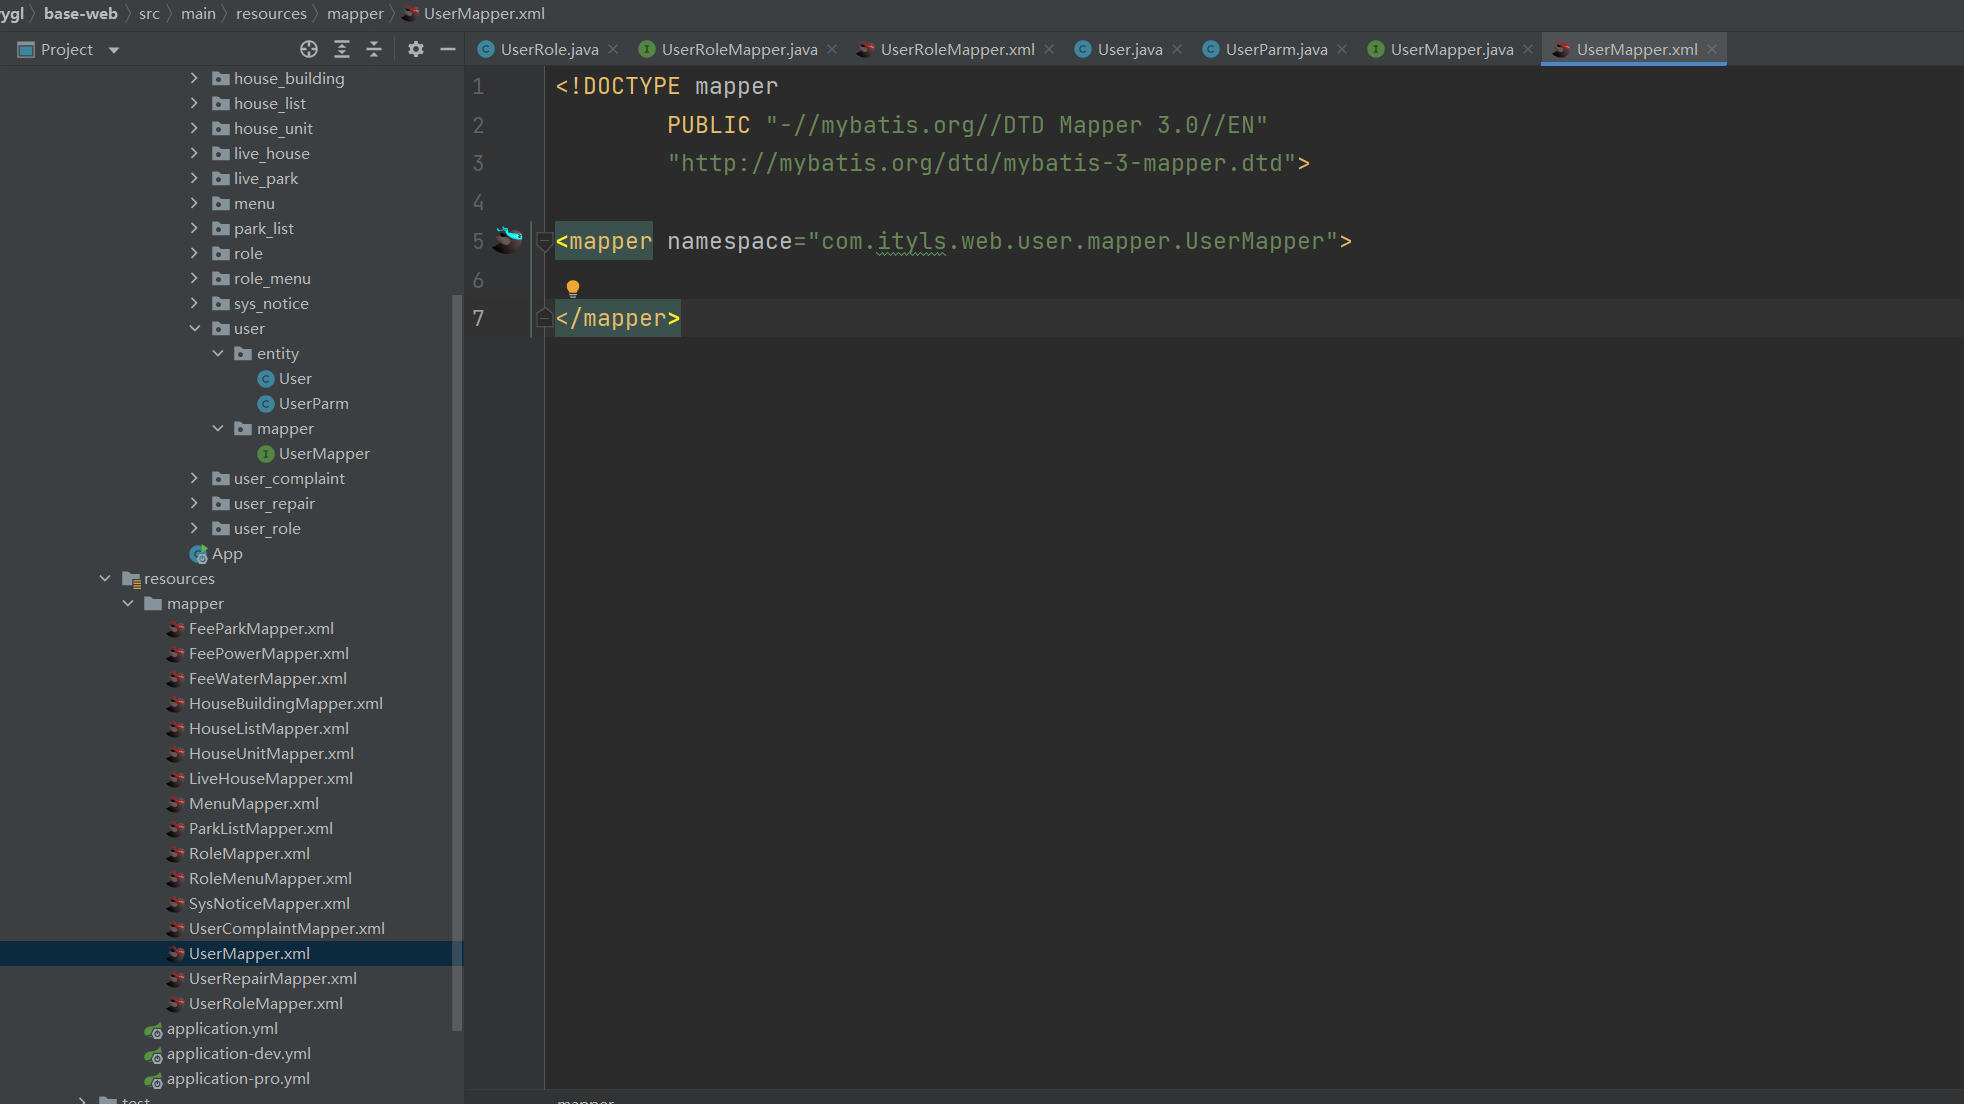 ygl base-web src main resources mapper UserMapper.xml
Project
UserRole.java UserRoleMapper.java UserRoleMapper.xml User.java UserParm.java UserMapper.java UserMapper.xml
house_building
house_list
house_unit
live_house
live_park
menu
park_list
role
role_menu
sys_notice
user
entity
User
UserParm
mapper
UserMapper
user_complaint
user_repair
user_role
App
resources
mapper
FeeParkMapper.xml
FeePowerMapper.xml
FeeWaterMapper.xml
HouseBuildingMapper.xml
HouseListMapper.xml
HouseUnitMapper.xml
LiveHouseMapper.xml
MenuMapper.xml
ParkListMapper.xml
RoleMapper.xml
RoleMenuMapper.xml
SysNoticeMapper.xml
UserComplaintMapper.xml
UserMapper.xml
UserRepairMapper.xml
UserRoleMapper.xml
application.yml
application-dev.yml
application-pro.yml
test
1 <!DOCTYPE mapper
2 PUBLIC "-//mybatis.org//DTD Mapper 3.0//EN"
3 "http://mybatis.org/dtd/mybatis-3-mapper.dtd">
4
5 <mapper namespace="com.ityls.web.user.mapper.UserMapper">
6
7 </mapper>
mapper